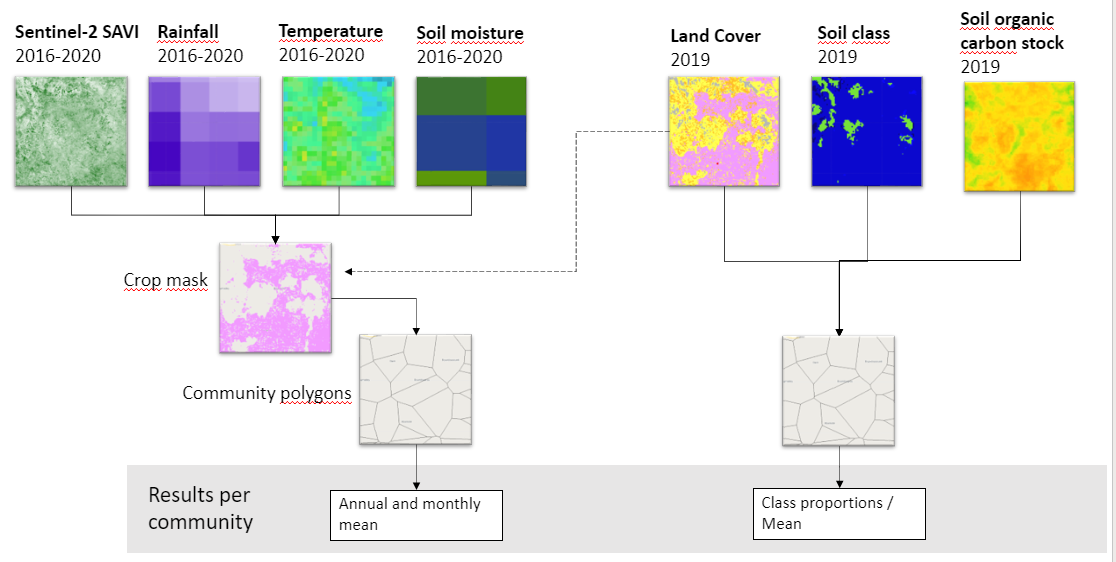 Sentinel-2 SAVI
2016-2020
Rainfall
2016-2020
Temperature
2016-2020
Soil moisture
2016-2020
Land Cover
2019
Soil class
2019
Soil organic
carbon stock
2019
Crop mask
Community polygons
Results per
community
Annual and monthly
mean
Class proportions /
Mean